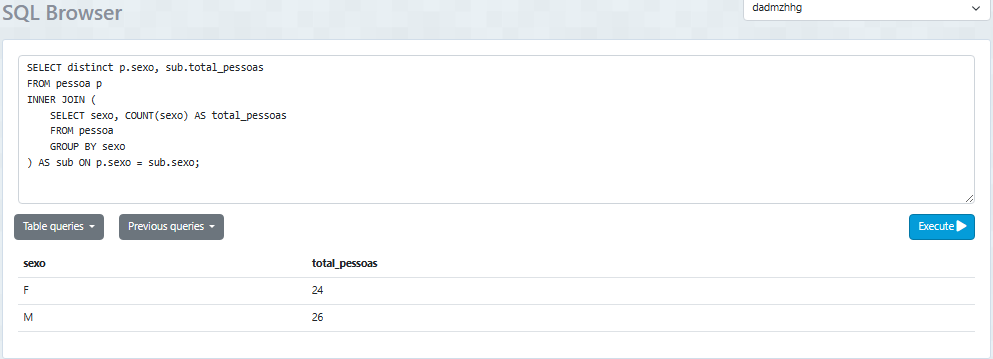 SQL Browser
dadmzhhg
SELECT distinct p.sexo, sub.total_pessoas
FROM pessoa p
INNER JOIN (
    SELECT sexo, COUNT(sexo) AS total_pessoas
    FROM pessoa
    GROUP BY sexo
) AS sub ON p.sexo = sub.sexo;
Table queries
Previous queries
Execute
sexo total_pessoas
F 24
M 26